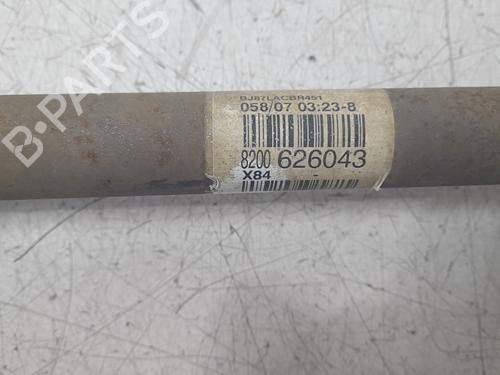 BJ87LACBR451
058/07 03:23-8
8200 626043
X84 -
B-PARTS